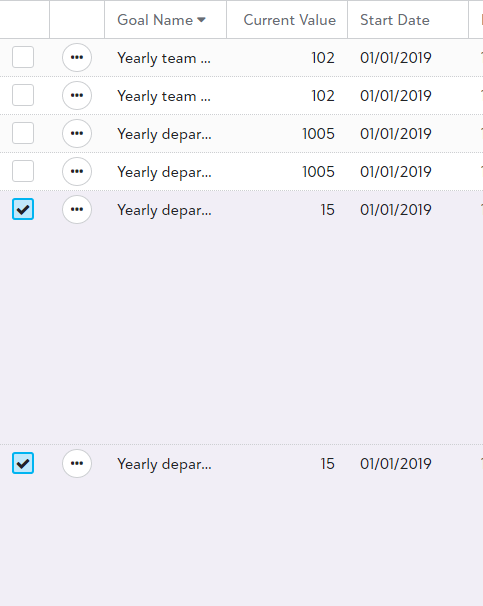 Goal Name Current Value Start Date
Yearly team ... 102 01/01/2019
Yearly team ... 102 01/01/2019
Yearly depar... 1005 01/01/2019
Yearly depar... 1005 01/01/2019
Yearly depar... 15 01/01/2019
Yearly depar... 15 01/01/2019